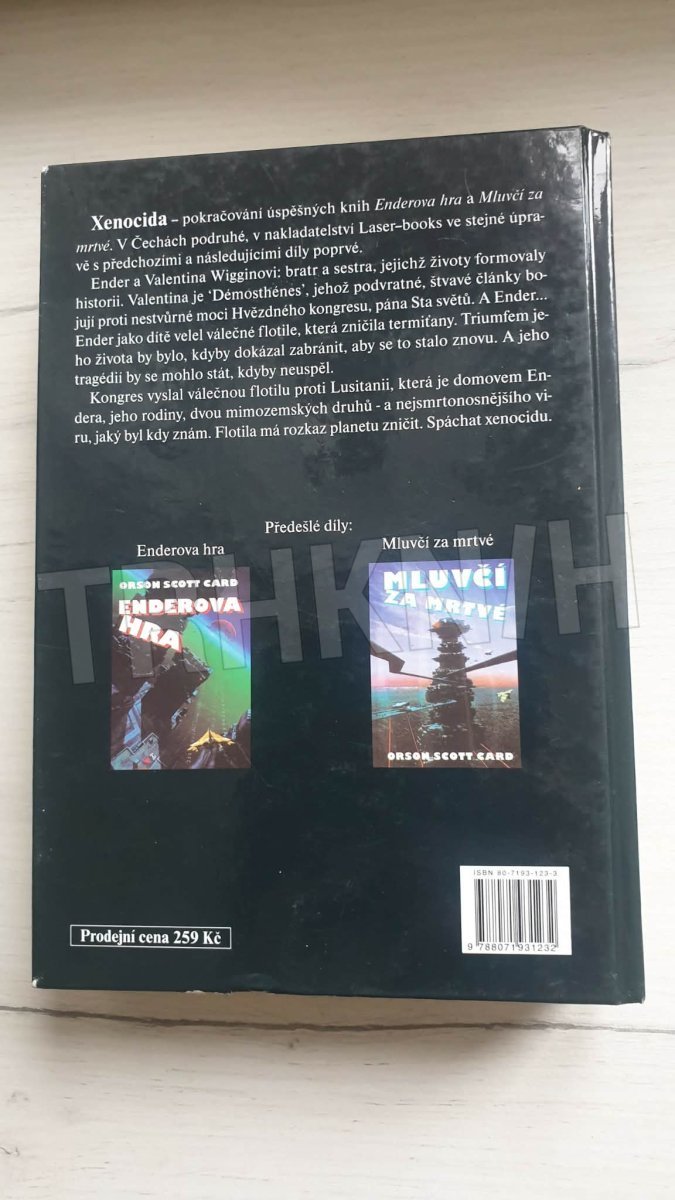 Xenocida – pokračování úspěšných knih Enderova hra a Mluvčí za
mrtvé. V Čechách podruhé, v nakladatelství Laser–books ve stejné úpra-
vě s předchozími a následujícími díly poprvé.
Ender a Valentina Wigginovi: bratr a sestra, jejichž životy formovaly
historii. Valentina je ‘Démosthénes’, jehož podvratné, štvavé články bo-
jují proti nestvůrné moci Hvězdného kongresu, pána Sta světů. A Ender...
Ender jako dítě velel válečné flotile, která zničila termiťany. Triumfem je-
ho života by bylo, kdyby dokázal zabránit, aby se to stalo znovu. A jeho
tragédií by se mohlo stát, kdyby neuspěl.
Kongres vyslal válečnou flotilu proti Lusitanii, která je domovem En-
dera, jeho rodiny, dvou mimozemských druhů - a nejsmrtonosnějšího vi-
ru, jaký byl kdy znám. Flotila má rozkaz planetu zničit. Spáchat xenocidu.
Předešlé díly:
Enderova hra
Mluvčí za mrtvé
TRHKNIH
ORSON SCOTT CARD
ENDEROVA
HRA
MLUVČÍ
ZA MRTVÉ
ORSON SCOTT CARD
ISBN 80-7193-123-3
9 788071 931232
Prodejní cena 259 Kč